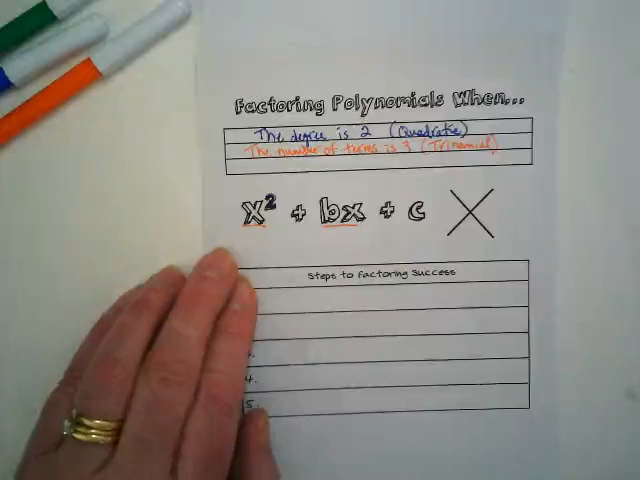 Factoring Polynomials When...
The degree is 2 (Quadratic)
The number of terms is 3 (Trinomial)
x² + bx + c
Steps to Factoring Success
4.
5.